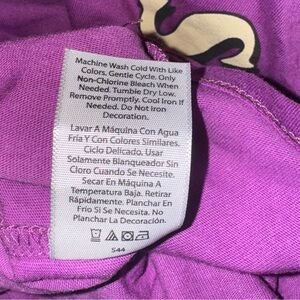 Machine Wash Cold With Like
Colors. Gentle Cycle. Only
Non-Chlorine Bleach When
Needed. Tumble Dry Low.
Remove Promptly. Cool Iron If
Needed. Do Not Iron
Decoration.
Lavar A Máquina Con Agua
Fría Y Con Colores Similares.
Ciclo Delicado. Usar
Solamente Blanqueador Sin
Cloro Cuando Se Necesite.
Secar En Máquina A
Temperatura Baja. Retirar
Rápidamente. Planchar En
Frío Si Se Necesita. No
Planchar La Decoración.
544